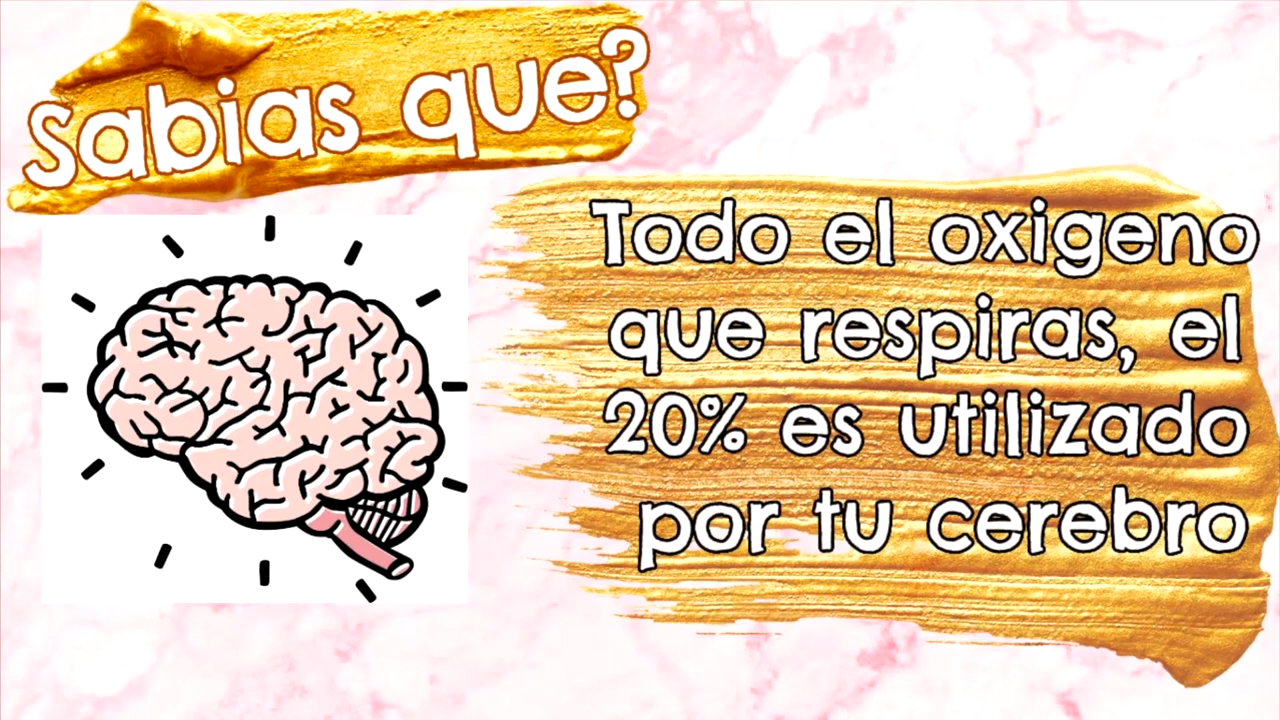 Sabias que?
Todo el oxigeno
que respiras, el
20% es utilizado
por tu cerebro